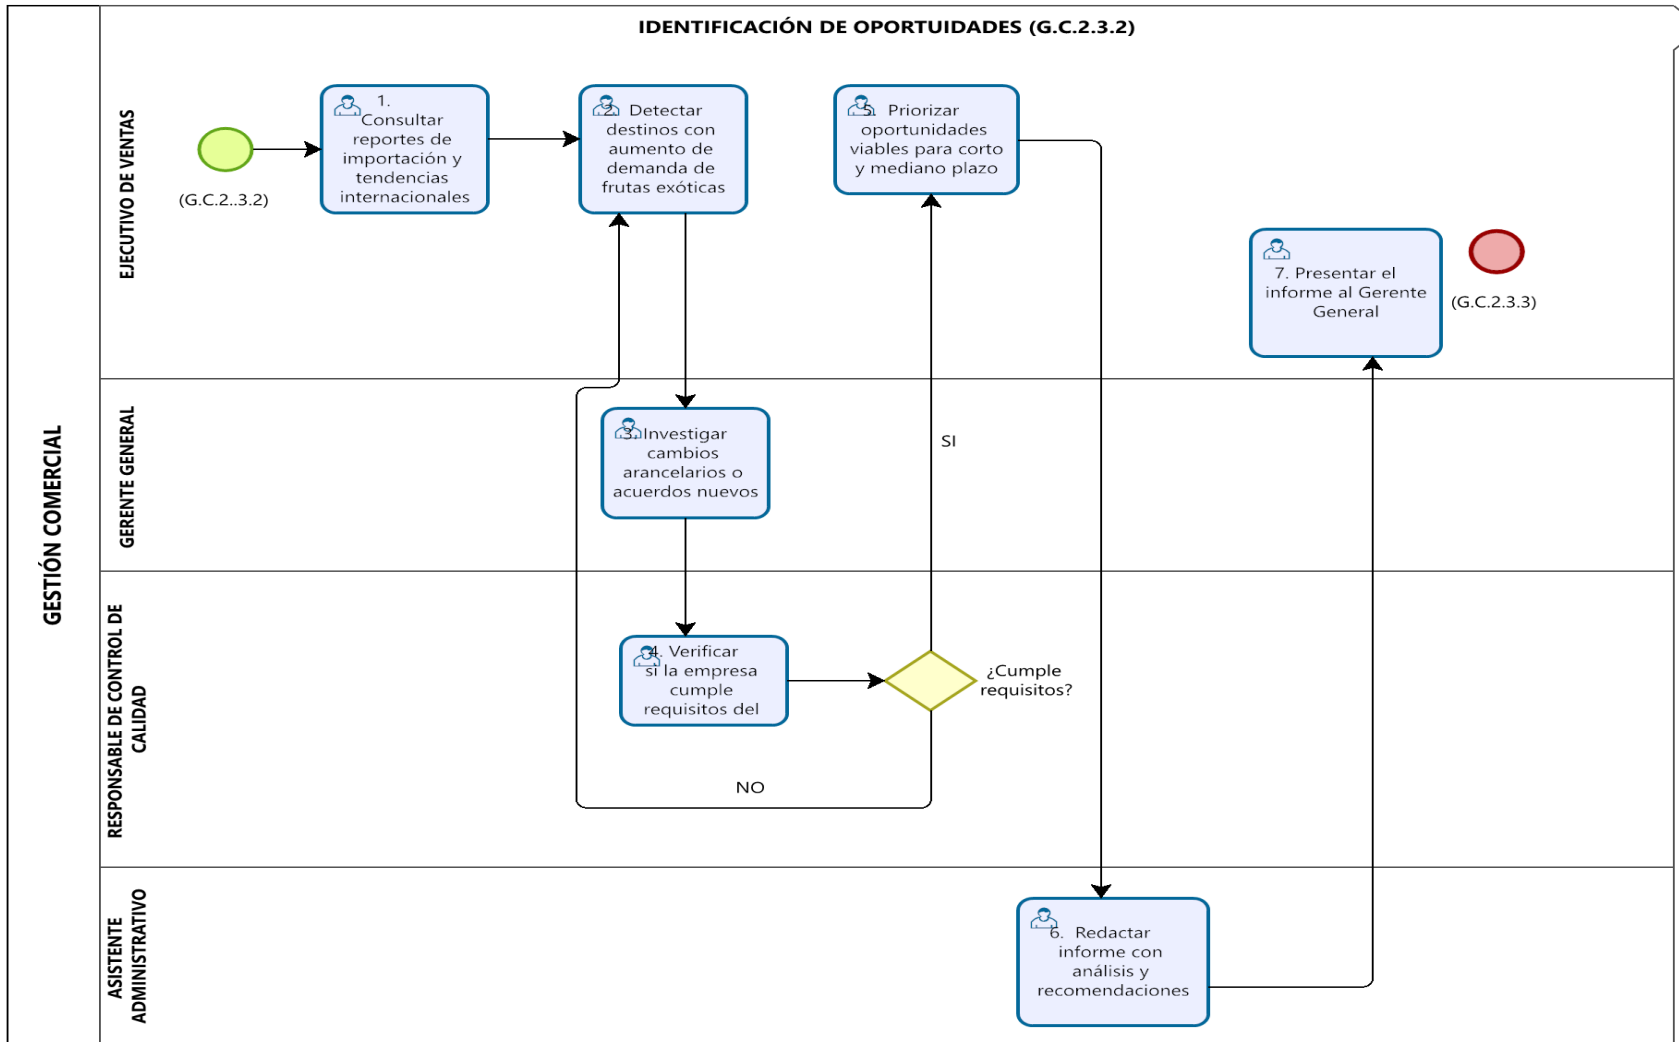 IDENTIFICACIÓN DE OPORTUIDADES (G.C.2.3.2)
GESTIÓN COMERCIAL
EJECUTIVO DE VENTAS
(G.C.2..3.2)
1.
Consultar
reportes de
importación y
tendencias
internacionales
2. Detectar
destinos con
aumento de
demanda de
frutas exóticas
5. Priorizar
oportunidades
viables para corto
y mediano plazo
7. Presentar el
informe al Gerente
General
(G.C.2.3.3)
GERENTE GENERAL
3. Investigar
cambios
arancelarios o
acuerdos nuevos
SI
RESPONSABLE DE CONTROL DE
CALIDAD
4. Verificar
si la empresa
cumple
requisitos del
¿Cumple
requisitos?
NO
ASISTENTE
ADMINISTRATIVO
6. Redactar
informe con
análisis y
recomendaciones